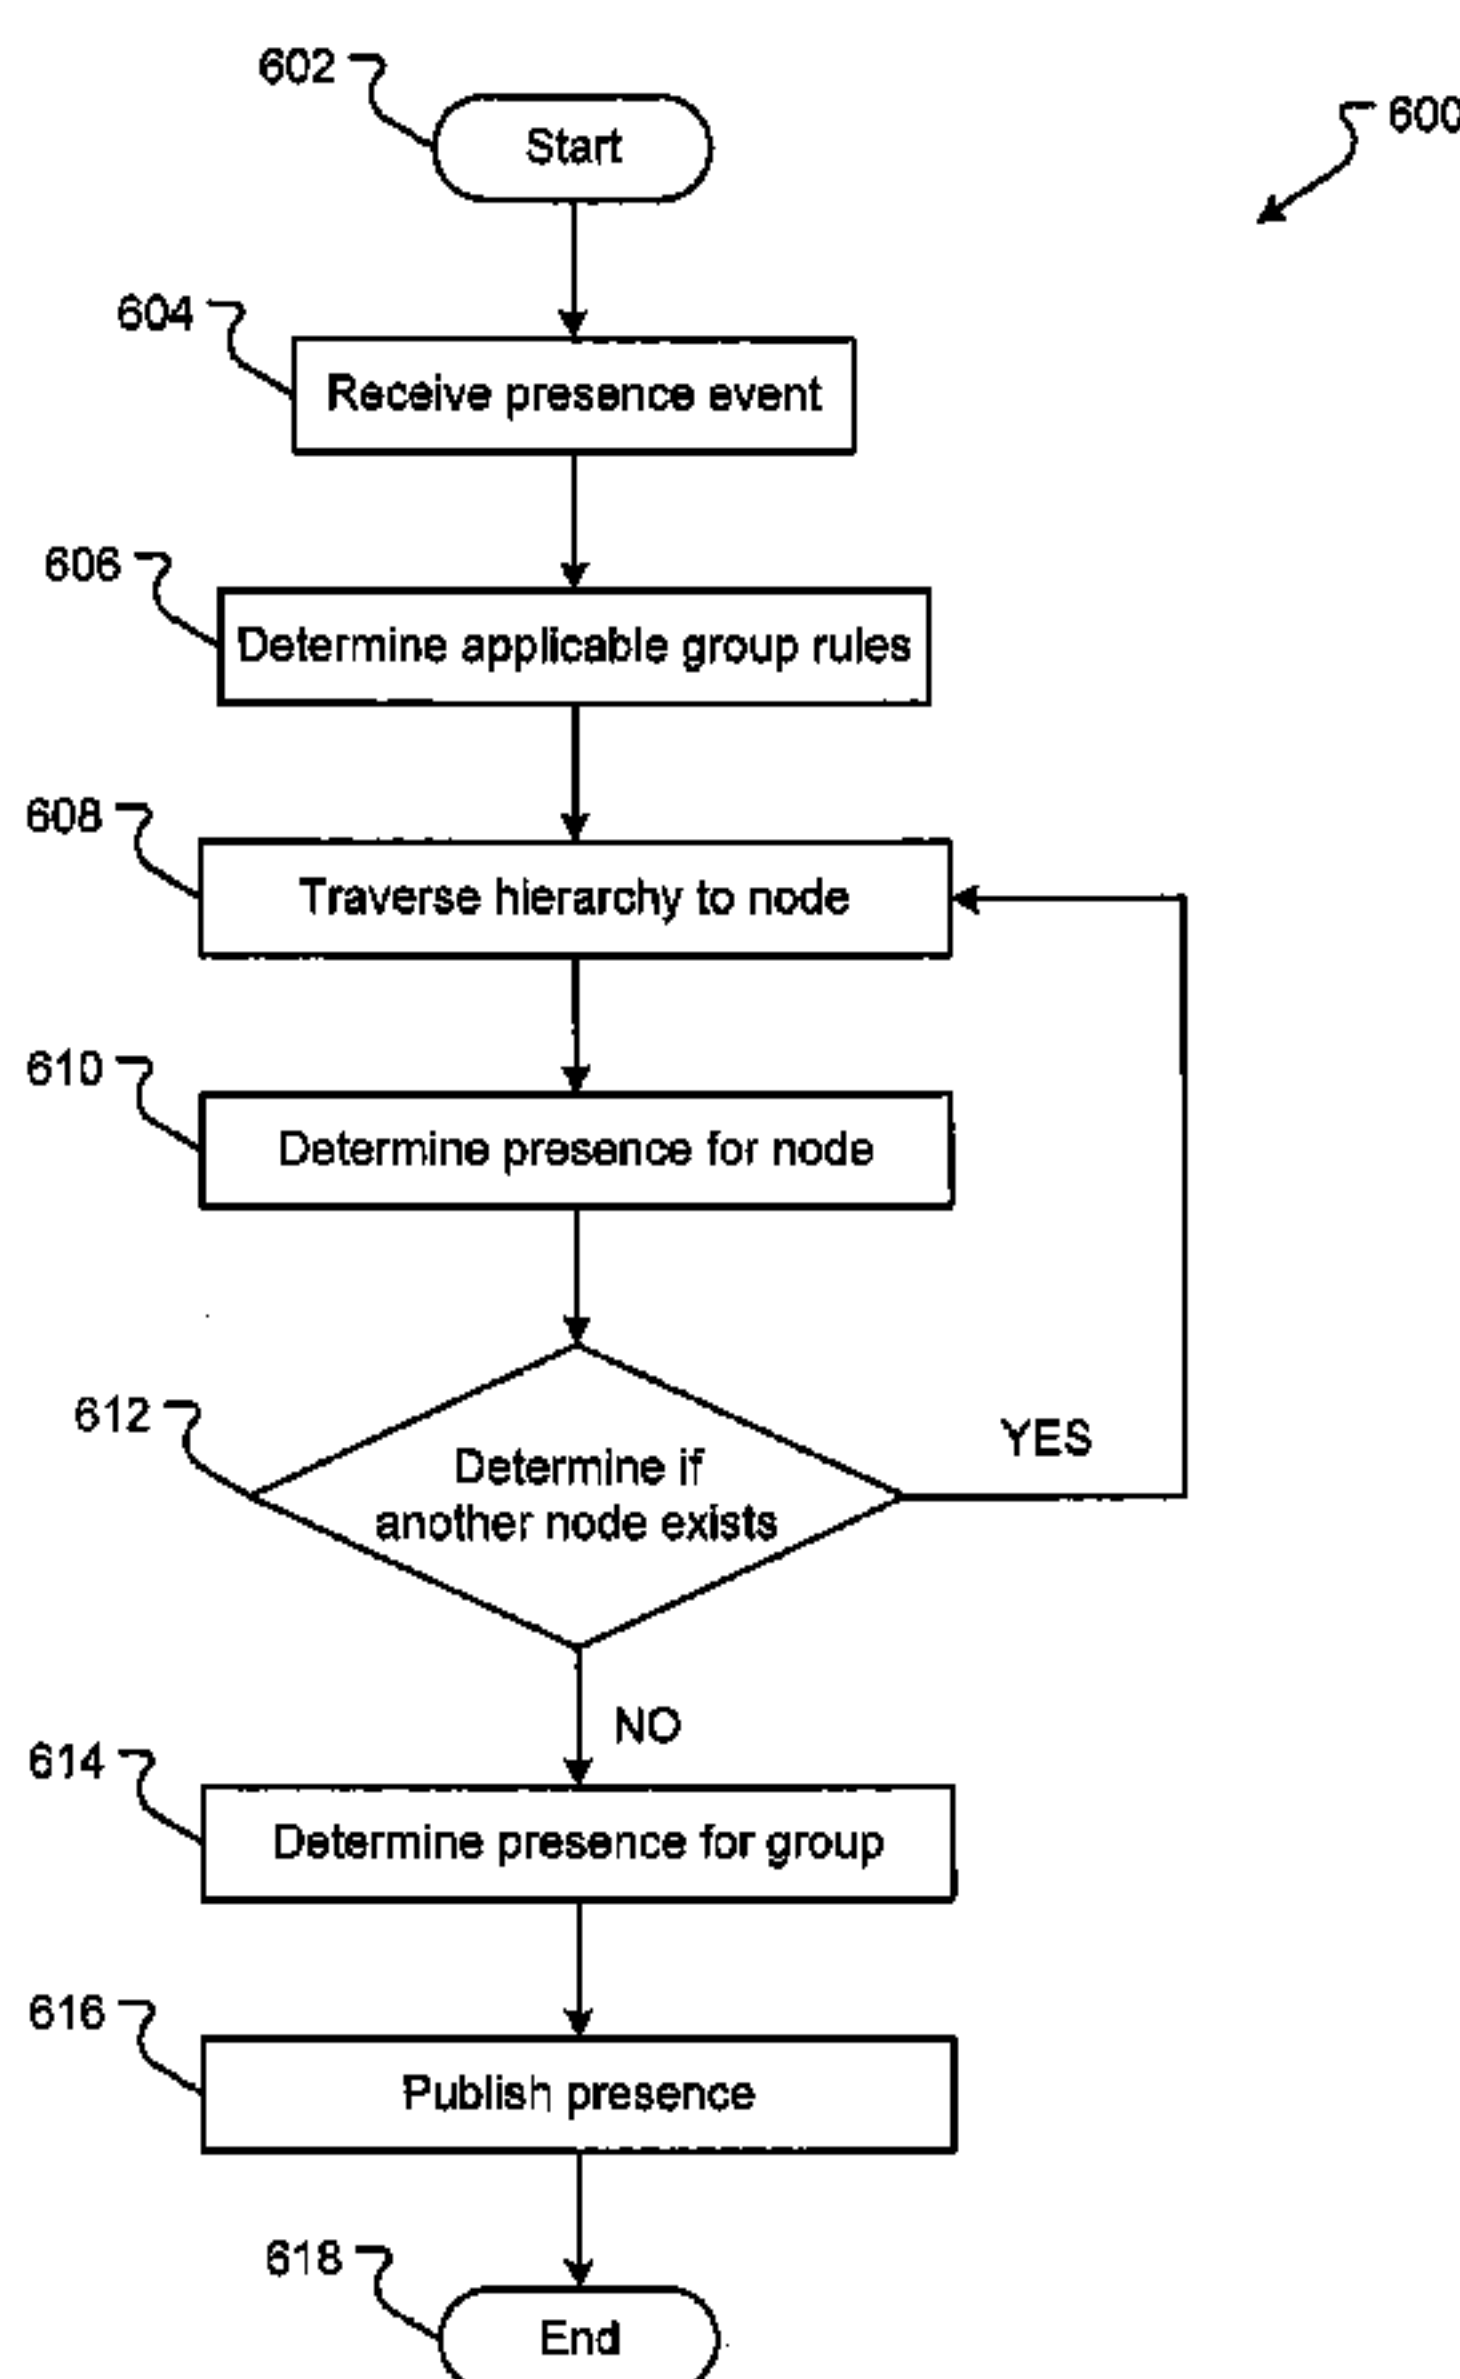 602
Start
600
604
Receive presence event
606
Determine applicable group rules
608
Traverse hierarchy to node
610
Determine presence for node
612
Determine if
another node exists
YES
NO
614
Determine presence for group
616
Publish presence
618
End